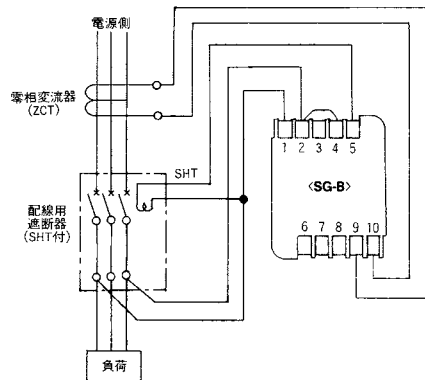 電源側
零相変流器
(ZCT)
SHT
1 2 3 4 5
〈SG-B〉
配線用
遮断器
(SHT付)
6 7 8 9 10
負荷